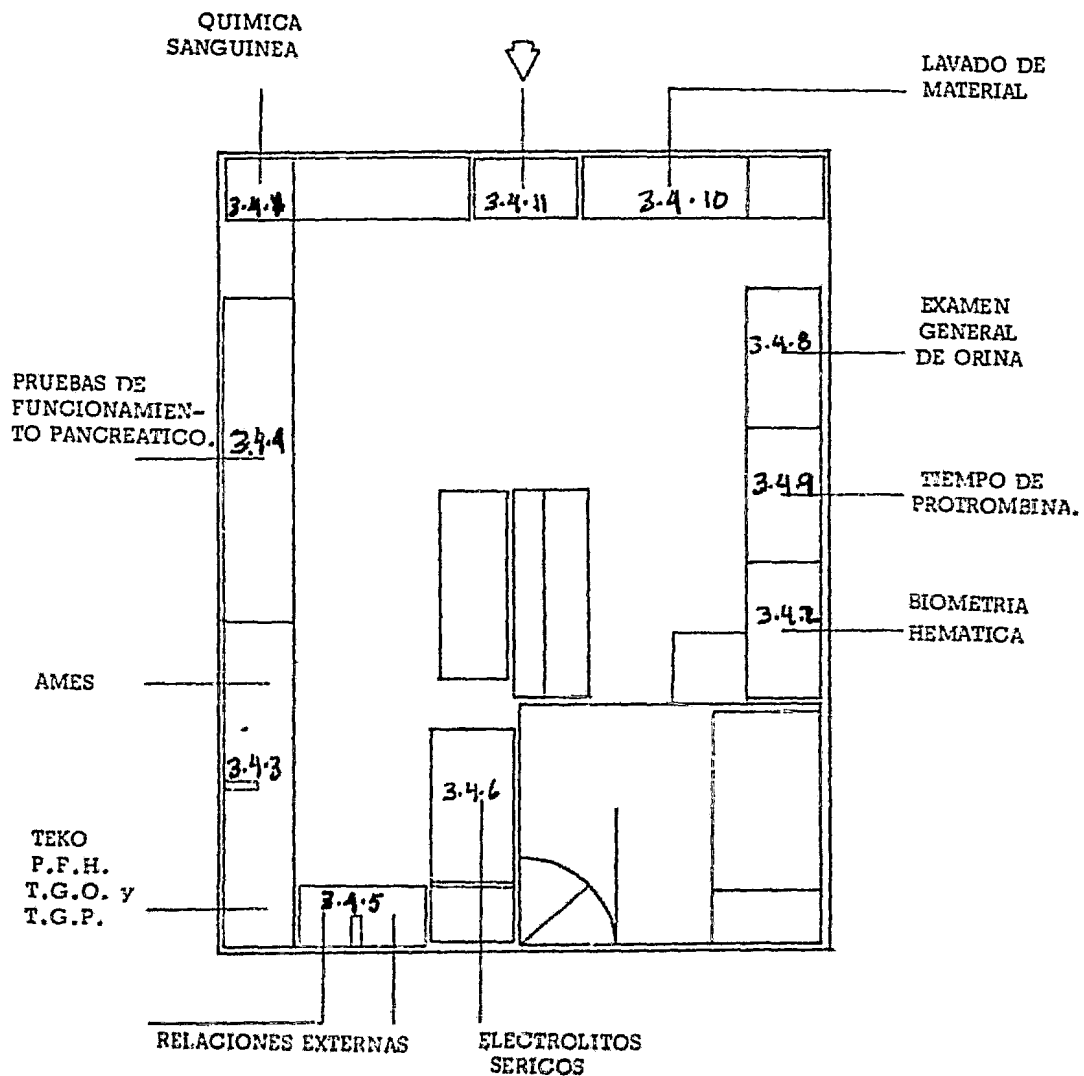 QUIMICA
SANGUINEA
LAVADO DE
MATERIAL
3.4.11
3.4.10
EXAMEN
GENERAL
DE ORINA
3.4.8
PRUEBAS DE
FUNCIONAMIEN-
TO PANCREATICO.
3.4.4
3.4.9
TIEMPO DE
PROTROMBINA.
3.4.2
BIOMETRIA
HEMATICA
AMES
3.4.3
3.4.6
TEKO
P.F.H.
T.G.O. y
T.G.P.
3.4.5
RELACIONES EXTERNAS
ELECTROLITOS
SERICOS